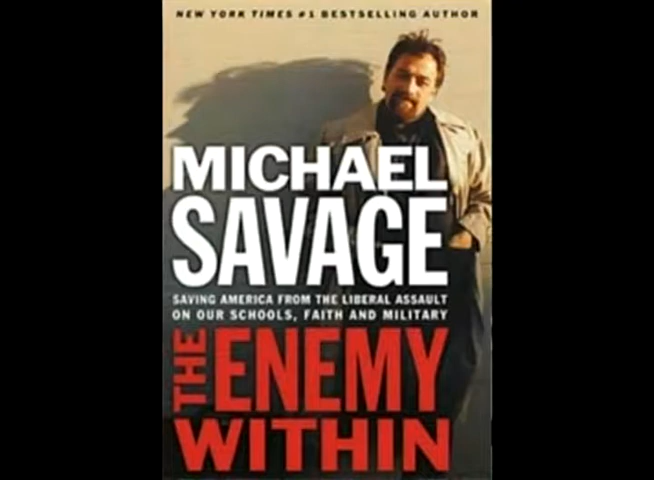 NEW YORK TIMES #1 BESTSELLING AUTHOR
MICHAEL
SAVAGE
SAVING AMERICA FROM THE LIBERAL ASSAULT
ON OUR SCHOOLS, FAITH AND MILITARY
THE ENEMY
WITHIN